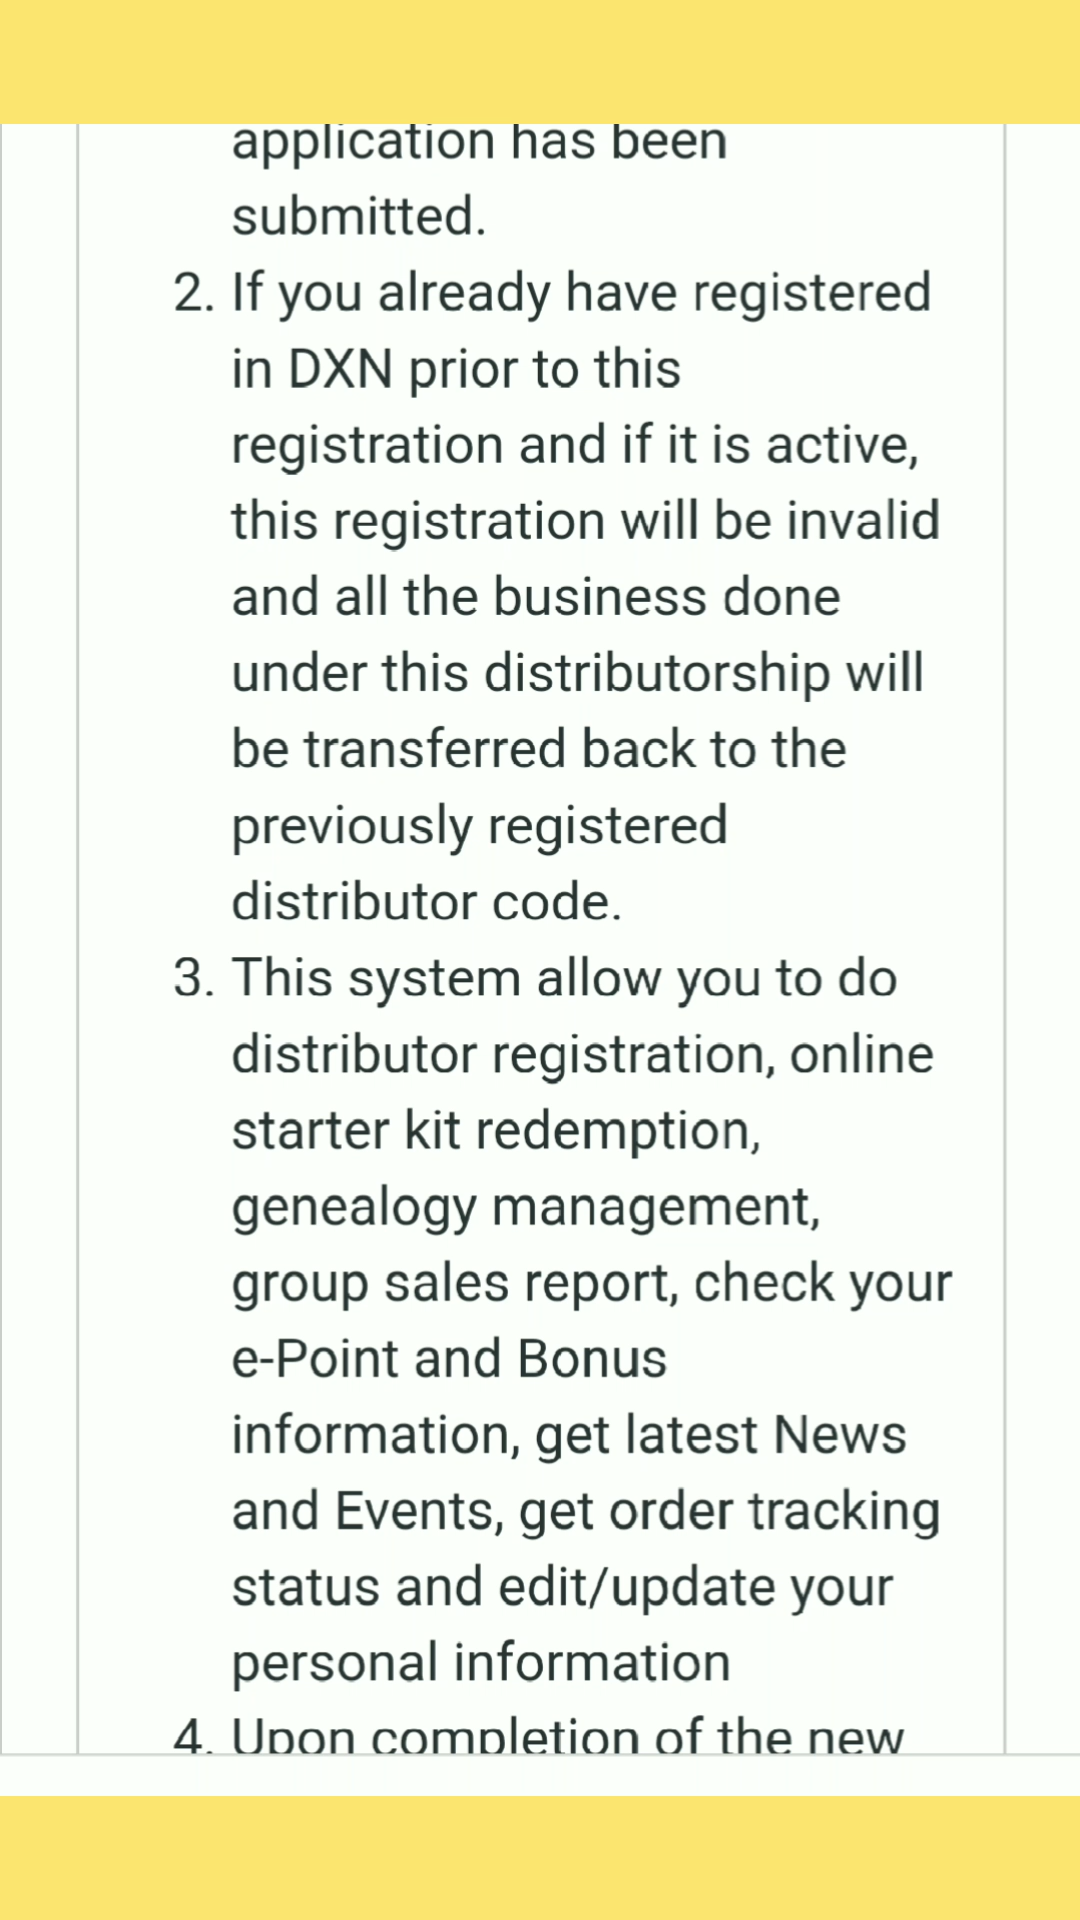 application has been
submitted.
2. If you already have registered
in DXN prior to this
registration and if it is active,
this registration will be invalid
and all the business done
under this distributorship will
be transferred back to the
previously registered
distributor code.
3. This system allow you to do
distributor registration, online
starter kit redemption,
genealogy management,
group sales report, check your
e-Point and Bonus
information, get latest News
and Events, get order tracking
status and edit/update your
personal information
4. Upon completion of the new